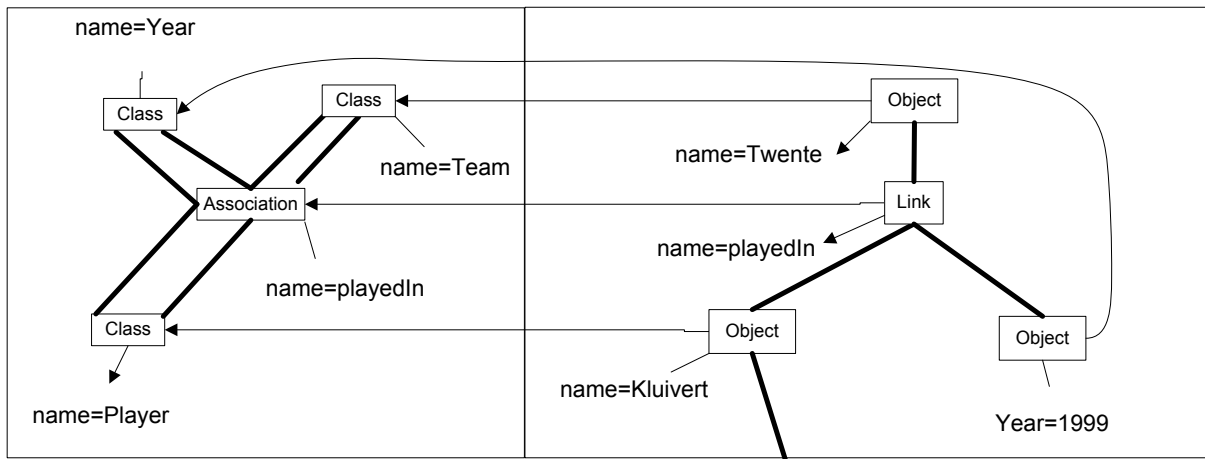 name=Year
Class
Class
name=Team
Association
name=playedIn
Class
name=Player
Object
name=Twente
Link
name=playedIn
Object
Object
name=Kluivert
Year=1999